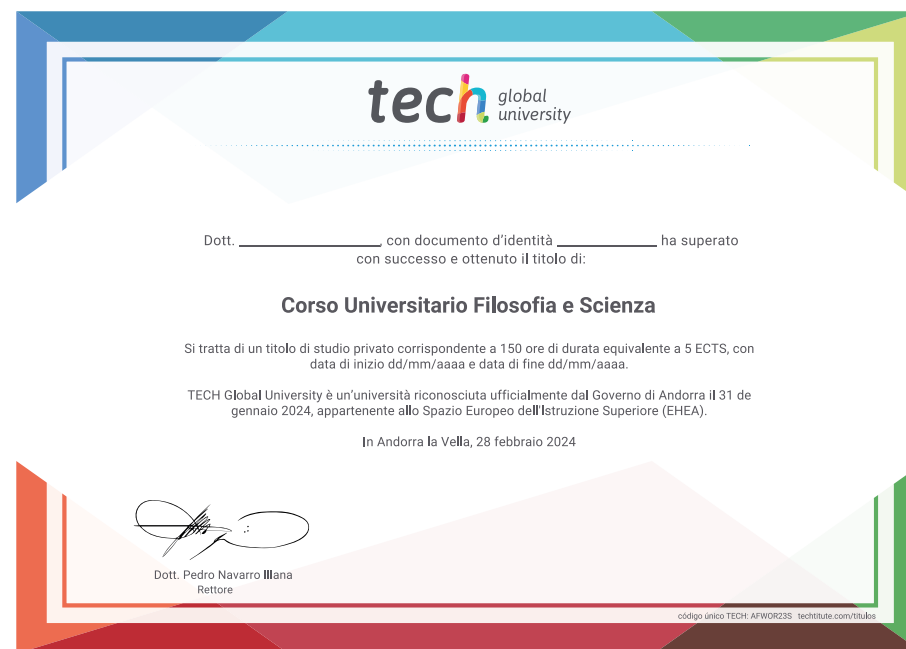 tech global university
Dott. ____________________, con documento d'identità ______________ ha superato
con successo e ottenuto il titolo di:
Corso Universitario Filosofia e Scienza
Si tratta di un titolo di studio privato corrispondente a 150 ore di durata equivalente a 5 ECTS, con
data di inizio dd/mm/aaaa e data di fine dd/mm/aaaa.
TECH Global University è un'università riconosciuta ufficialmente dal Governo di Andorra il 31 de
gennaio 2024, appartenente allo Spazio Europeo dell'Istruzione Superiore (EHEA).
In Andorra la Vella, 28 febbraio 2024
Dott. Pedro Navarro Illana
Rettore
código único TECH: AFWOR23S techtitute.com/titulos